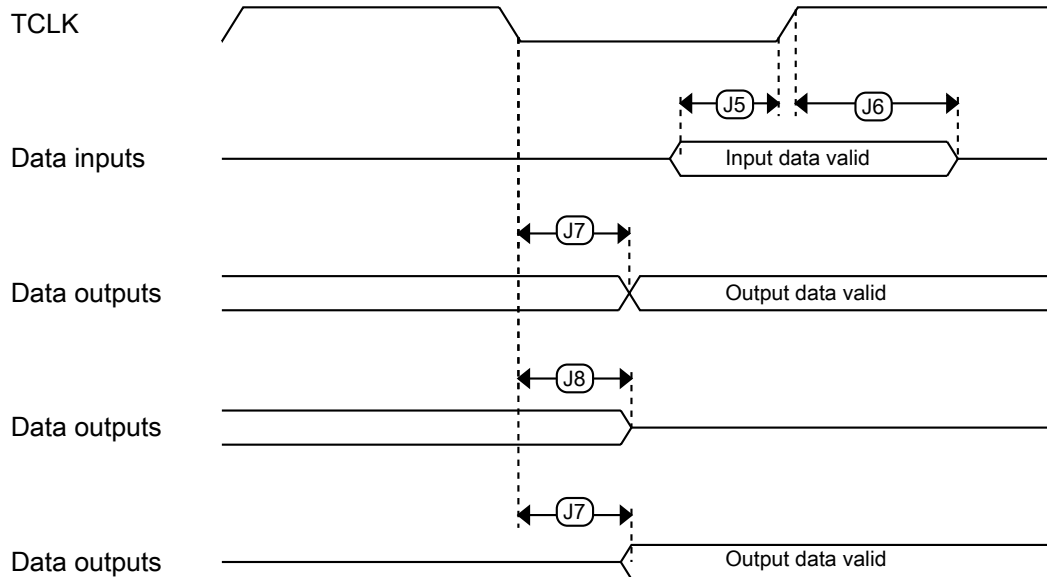 TCLK
J5
J6
Data inputs
Input data valid
J7
Data outputs
Output data valid
J8
Data outputs
J7
Data outputs
Output data valid